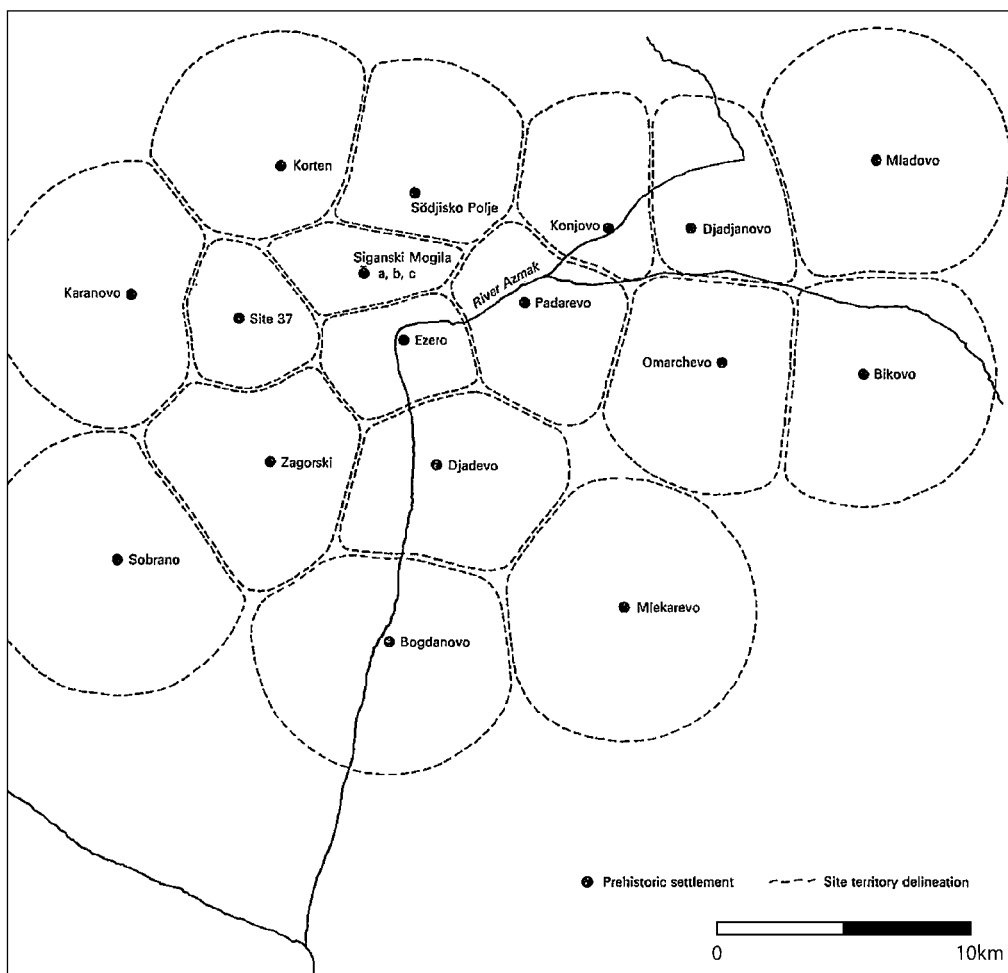 Mladovo
Korten
Södjisko Polje
Konjovo
Djadjanovo
Siganski Mogila
a, b, c
River Azmak
Karanovo
Padarevo
Site 37
Ezero
Omarchevo
Bikovo
Zagorski
Djadevo
Sobrano
Mlekarevo
Bogdanovo
Prehistoric settlement
Site territory delineation
0
10km